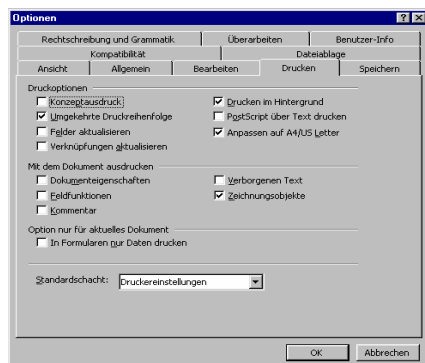 Optionen
Rechtschreibung und Grammatik Überarbeiten Benutzer-Info
Kompatibilität Dateiablage
Ansicht Allgemein Bearbeiten Drucken Speichern
Druckoptionen
Konzeptausdruck Drucken im Hintergrund
Umgekehrte Druckreihenfolge PostScript über Text drucken
Felder aktualisieren Anpassen auf A4/US Letter
Verknüpfungen aktualisieren
Mit dem Dokument ausdrucken
Dokumenteigenschaften Verborgenen Text
Feldfunktionen Zeichnungsobjekte
Kommentar
Option nur für aktuelles Dokument
In Formularen nur Daten drucken
Standardschacht: Druckereinstellungen
OK Abbrechen